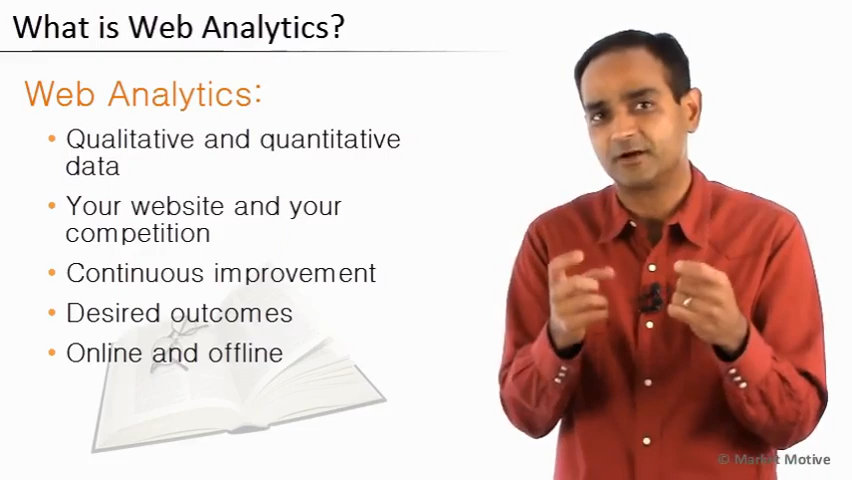 What is Web Analytics?
Web Analytics:
• Qualitative and quantitative
data
• Your website and your
competition
• Continuous improvement
• Desired outcomes
• Online and offline
© Market Motive